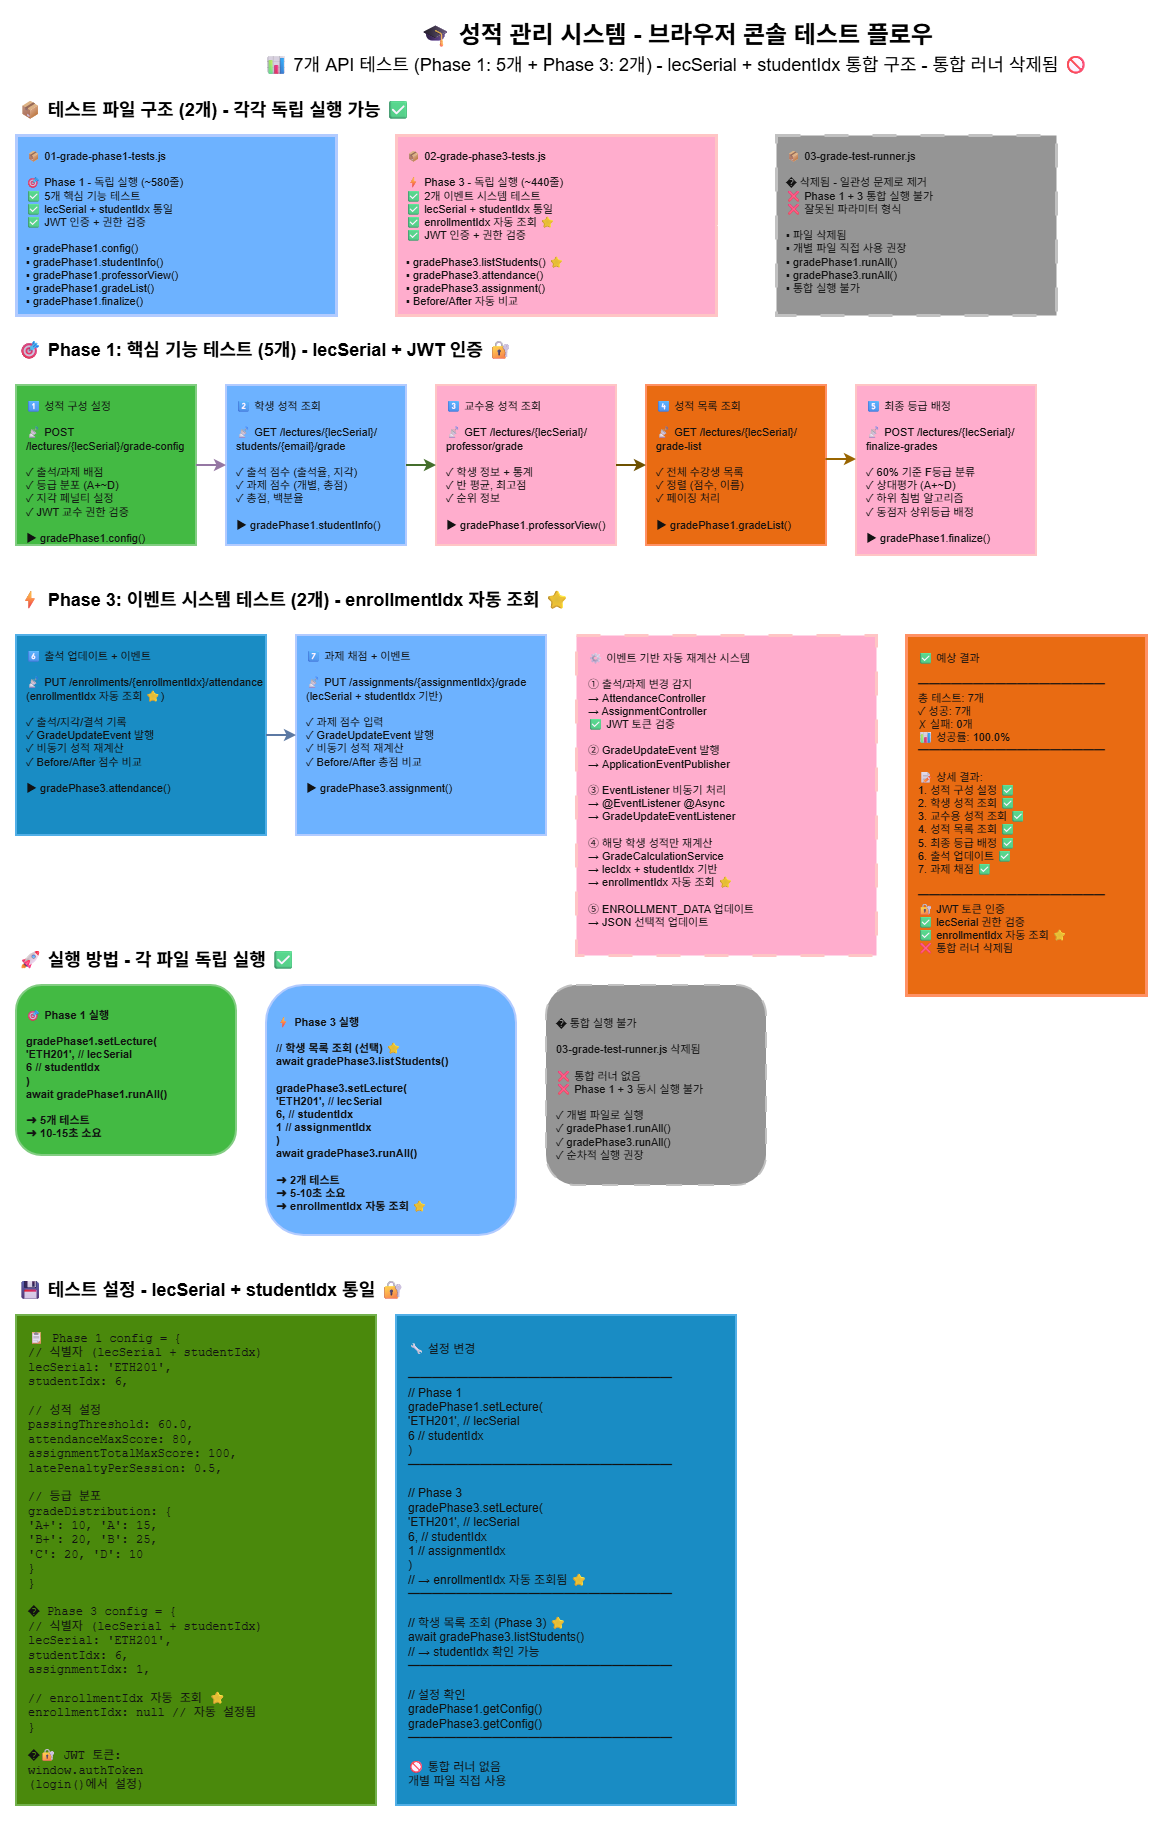 🎓 성적 관리 시스템 - 브라우저 콘솔 테스트 플로우
📊 7개 API 테스트 (Phase 1: 5개 + Phase 3: 2개) - lecSerial + studentIdx 통합 구조 - 통합 러너 삭제됨 🚫
📦 테스트 파일 구조 (2개) - 각각 독립 실행 가능 ✅
📦 01-grade-phase1-tests.js
🎯 Phase 1 - 독립 실행 (~580줄)
✅ 5개 핵심 기능 테스트
✅ lecSerial + studentIdx 통일
✅ JWT 인증 + 권한 검증
▪ gradePhase1.config()
▪ gradePhase1.studentInfo()
▪ gradePhase1.professorView()
▪ gradePhase1.gradeList()
▪ gradePhase1.finalize()
📦 02-grade-phase3-tests.js
⚡ Phase 3 - 독립 실행 (~440줄)
✅ 2개 이벤트 시스템 테스트
✅ lecSerial + studentIdx 통일
✅ enrollmentIdx 자동 조회 ⭐
✅ JWT 인증 + 권한 검증
▪ gradePhase3.listStudents() ⭐
▪ gradePhase3.attendance()
▪ gradePhase3.assignment()
▪ Before/After 자동 비교
📦 03-grade-test-runner.js
� 삭제됨 - 일관성 문제로 제거
❌ Phase 1 + 3 통합 실행 불가
❌ 잘못된 파라미터 형식
▪ 파일 삭제됨
▪ 개별 파일 직접 사용 권장
▪ gradePhase1.runAll()
▪ gradePhase3.runAll()
▪ 통합 실행 불가
🎯 Phase 1: 핵심 기능 테스트 (5개) - lecSerial + JWT 인증 🔐
1️⃣ 성적 구성 설정
📡 POST
/lectures/{lecSerial}/grade-config
✓ 출석/과제 배점
✓ 등급 분포 (A+~D)
✓ 지각 페널티 설정
✓ JWT 교수 권한 검증
▶ gradePhase1.config()
2️⃣ 학생 성적 조회
📡 GET /lectures/{lecSerial}/
students/{email}/grade
✓ 출석 점수 (출석율, 지각)
✓ 과제 점수 (개별, 총점)
✓ 총점, 백분율
▶ gradePhase1.studentInfo()
3️⃣ 교수용 성적 조회
📡 GET /lectures/{lecSerial}/
professor/grade
✓ 학생 정보 + 통계
✓ 반 평균, 최고점
✓ 순위 정보
▶ gradePhase1.professorView()
4️⃣ 성적 목록 조회
📡 GET /lectures/{lecSerial}/
grade-list
✓ 전체 수강생 목록
✓ 정렬 (점수, 이름)
✓ 페이징 처리
▶ gradePhase1.gradeList()
5️⃣ 최종 등급 배정
📡 POST /lectures/{lecSerial}/
finalize-grades
✓ 60% 기준 F등급 분류
✓ 상대평가 (A+~D)
✓ 하위 침범 알고리즘
✓ 동점자 상위등급 배정
▶ gradePhase1.finalize()
⚡ Phase 3: 이벤트 시스템 테스트 (2개) - enrollmentIdx 자동 조회 ⭐
6️⃣ 출석 업데이트 + 이벤트
📡 PUT /enrollments/{enrollmentIdx}/attendance
(enrollmentIdx 자동 조회 ⭐)
✓ 출석/지각/결석 기록
✓ GradeUpdateEvent 발행
✓ 비동기 성적 재계산
✓ Before/After 점수 비교
▶ gradePhase3.attendance()
7️⃣ 과제 채점 + 이벤트
📡 PUT /assignments/{assignmentIdx}/grade
(lecSerial + studentIdx 기반)
✓ 과제 점수 입력
✓ GradeUpdateEvent 발행
✓ 비동기 성적 재계산
✓ Before/After 총점 비교
▶ gradePhase3.assignment()
⚙️ 이벤트 기반 자동 재계산 시스템
① 출석/과제 변경 감지
→ AttendanceController
→ AssignmentController
✅ JWT 토큰 검증
② GradeUpdateEvent 발행
→ ApplicationEventPublisher
③ EventListener 비동기 처리
→ @EventListener @Async
→ GradeUpdateEventListener
④ 해당 학생 성적만 재계산
→ GradeCalculationService
→ lecIdx + studentIdx 기반
→ enrollmentIdx 자동 조회 ⭐
⑤ ENROLLMENT_DATA 업데이트
→ JSON 선택적 업데이트
✅ 예상 결과
━━━━━━━━━━━━━━━━━
총 테스트: 7개
✓ 성공: 7개
✗ 실패: 0개
📊 성공률: 100.0%
━━━━━━━━━━━━━━━━━
📝 상세 결과:
1. 성적 구성 설정 ✅
2. 학생 성적 조회 ✅
3. 교수용 성적 조회 ✅
4. 성적 목록 조회 ✅
5. 최종 등급 배정 ✅
6. 출석 업데이트 ✅
7. 과제 채점 ✅
━━━━━━━━━━━━━━━━━
🔐 JWT 토큰 인증
✅ lecSerial 권한 검증
✅ enrollmentIdx 자동 조회 ⭐
❌ 통합 러너 삭제됨
🚀 실행 방법 - 각 파일 독립 실행 ✅
🎯 Phase 1 실행
gradePhase1.setLecture(
'ETH201', // lecSerial
6 // studentIdx
)
await gradePhase1.runAll()
➜ 5개 테스트
➜ 10-15초 소요
⚡ Phase 3 실행
// 학생 목록 조회 (선택) ⭐
await gradePhase3.listStudents()
gradePhase3.setLecture(
'ETH201', // lecSerial
6, // studentIdx
1 // assignmentIdx
)
await gradePhase3.runAll()
➜ 2개 테스트
➜ 5-10초 소요
➜ enrollmentIdx 자동 조회 ⭐
� 통합 실행 불가
03-grade-test-runner.js 삭제됨
❌ 통합 러너 없음
❌ Phase 1 + 3 동시 실행 불가
✓ 개별 파일로 실행
✓ gradePhase1.runAll()
✓ gradePhase3.runAll()
✓ 순차적 실행 권장
💾 테스트 설정 - lecSerial + studentIdx 통일 🔐
📋 Phase 1 config = {
// 식별자 (lecSerial + studentIdx)
lecSerial: 'ETH201',
studentIdx: 6,
// 성적 설정
passingThreshold: 60.0,
attendanceMaxScore: 80,
assignmentTotalMaxScore: 100,
latePenaltyPerSession: 0.5,
// 등급 분포
gradeDistribution: {
'A+': 10, 'A': 15,
'B+': 20, 'B': 25,
'C': 20, 'D': 10
}
}
� Phase 3 config = {
// 식별자 (lecSerial + studentIdx)
lecSerial: 'ETH201',
studentIdx: 6,
assignmentIdx: 1,
// enrollmentIdx 자동 조회 ⭐
enrollmentIdx: null // 자동 설정됨
}
�🔐 JWT 토큰:
window.authToken
(login()에서 설정)
🔧 설정 변경
━━━━━━━━━━━━━━━━━━━━━━
// Phase 1
gradePhase1.setLecture(
'ETH201', // lecSerial
6 // studentIdx
)
━━━━━━━━━━━━━━━━━━━━━━
// Phase 3
gradePhase3.setLecture(
'ETH201', // lecSerial
6, // studentIdx
1 // assignmentIdx
)
// → enrollmentIdx 자동 조회됨 ⭐
━━━━━━━━━━━━━━━━━━━━━━
// 학생 목록 조회 (Phase 3) ⭐
await gradePhase3.listStudents()
// → studentIdx 확인 가능
━━━━━━━━━━━━━━━━━━━━━━
// 설정 확인
gradePhase1.getConfig()
gradePhase3.getConfig()
━━━━━━━━━━━━━━━━━━━━━━
🚫 통합 러너 없음
개별 파일 직접 사용